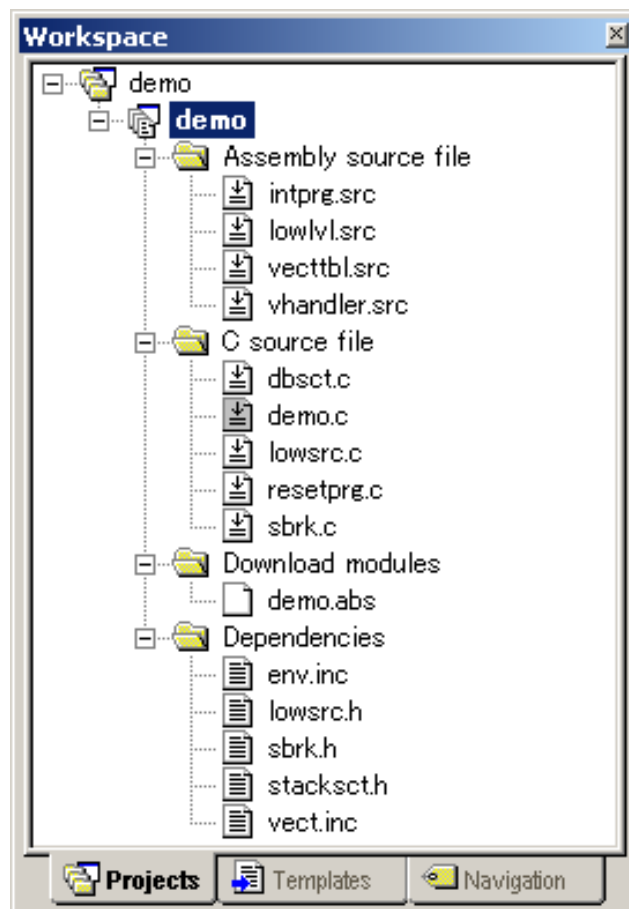 Workspace
demo
demo
Assembly source file
intprg.src
lowlvl.src
vecttbl.src
vhandler.src
C source file
dbsct.c
demo.c
lowsrc.c
resetprg.c
sbrk.c
Download modules
demo.abs
Dependencies
env.inc
lowsrc.h
sbrk.h
stacksct.h
vect.inc
Projects Templates Navigation